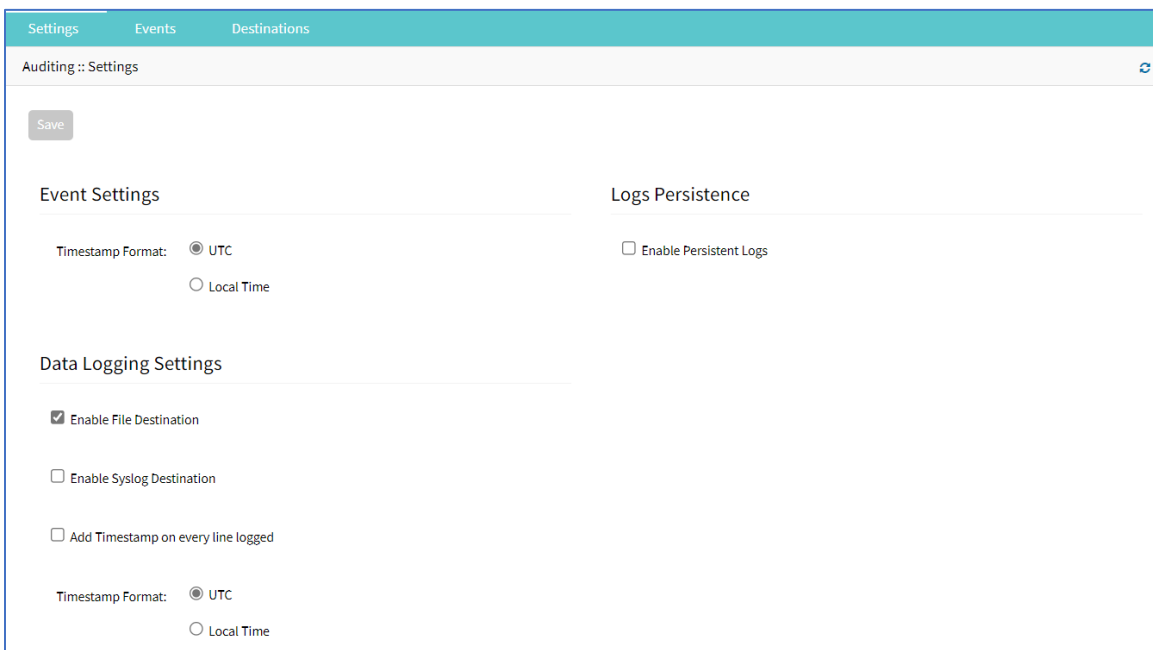 Settings Events Destinations
Auditing :: Settings
Save
Event Settings
Timestamp Format: UTC
Local Time
Logs Persistence
Enable Persistent Logs
Data Logging Settings
Enable File Destination
Enable Syslog Destination
Add Timestamp on every line logged
Timestamp Format: UTC
Local Time